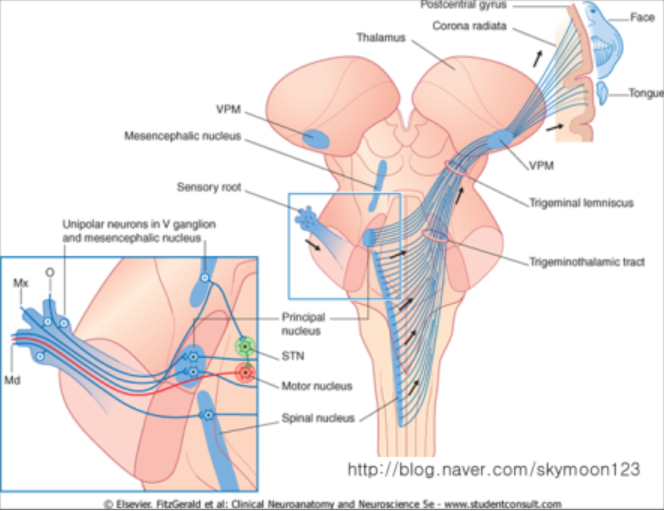 Postcentral gyrus
Corona radiata
Face
Thalamus
Tongue
VPM
Mesencephalic nucleus
VPM
Sensory root
Trigeminal lemniscus
Unipolar neurons in V ganglion
and mesencephalic nucleus
Trigeminothalamic tract
Mx
O
Principal
nucleus
STN
Md
Motor nucleus
Spinal nucleus
http://blog.naver.com/skymoon123
© Elsevier. FitzGerald et al: Clinical Neuroanatomy and Neuroscience 5e - www.studentconsult.com